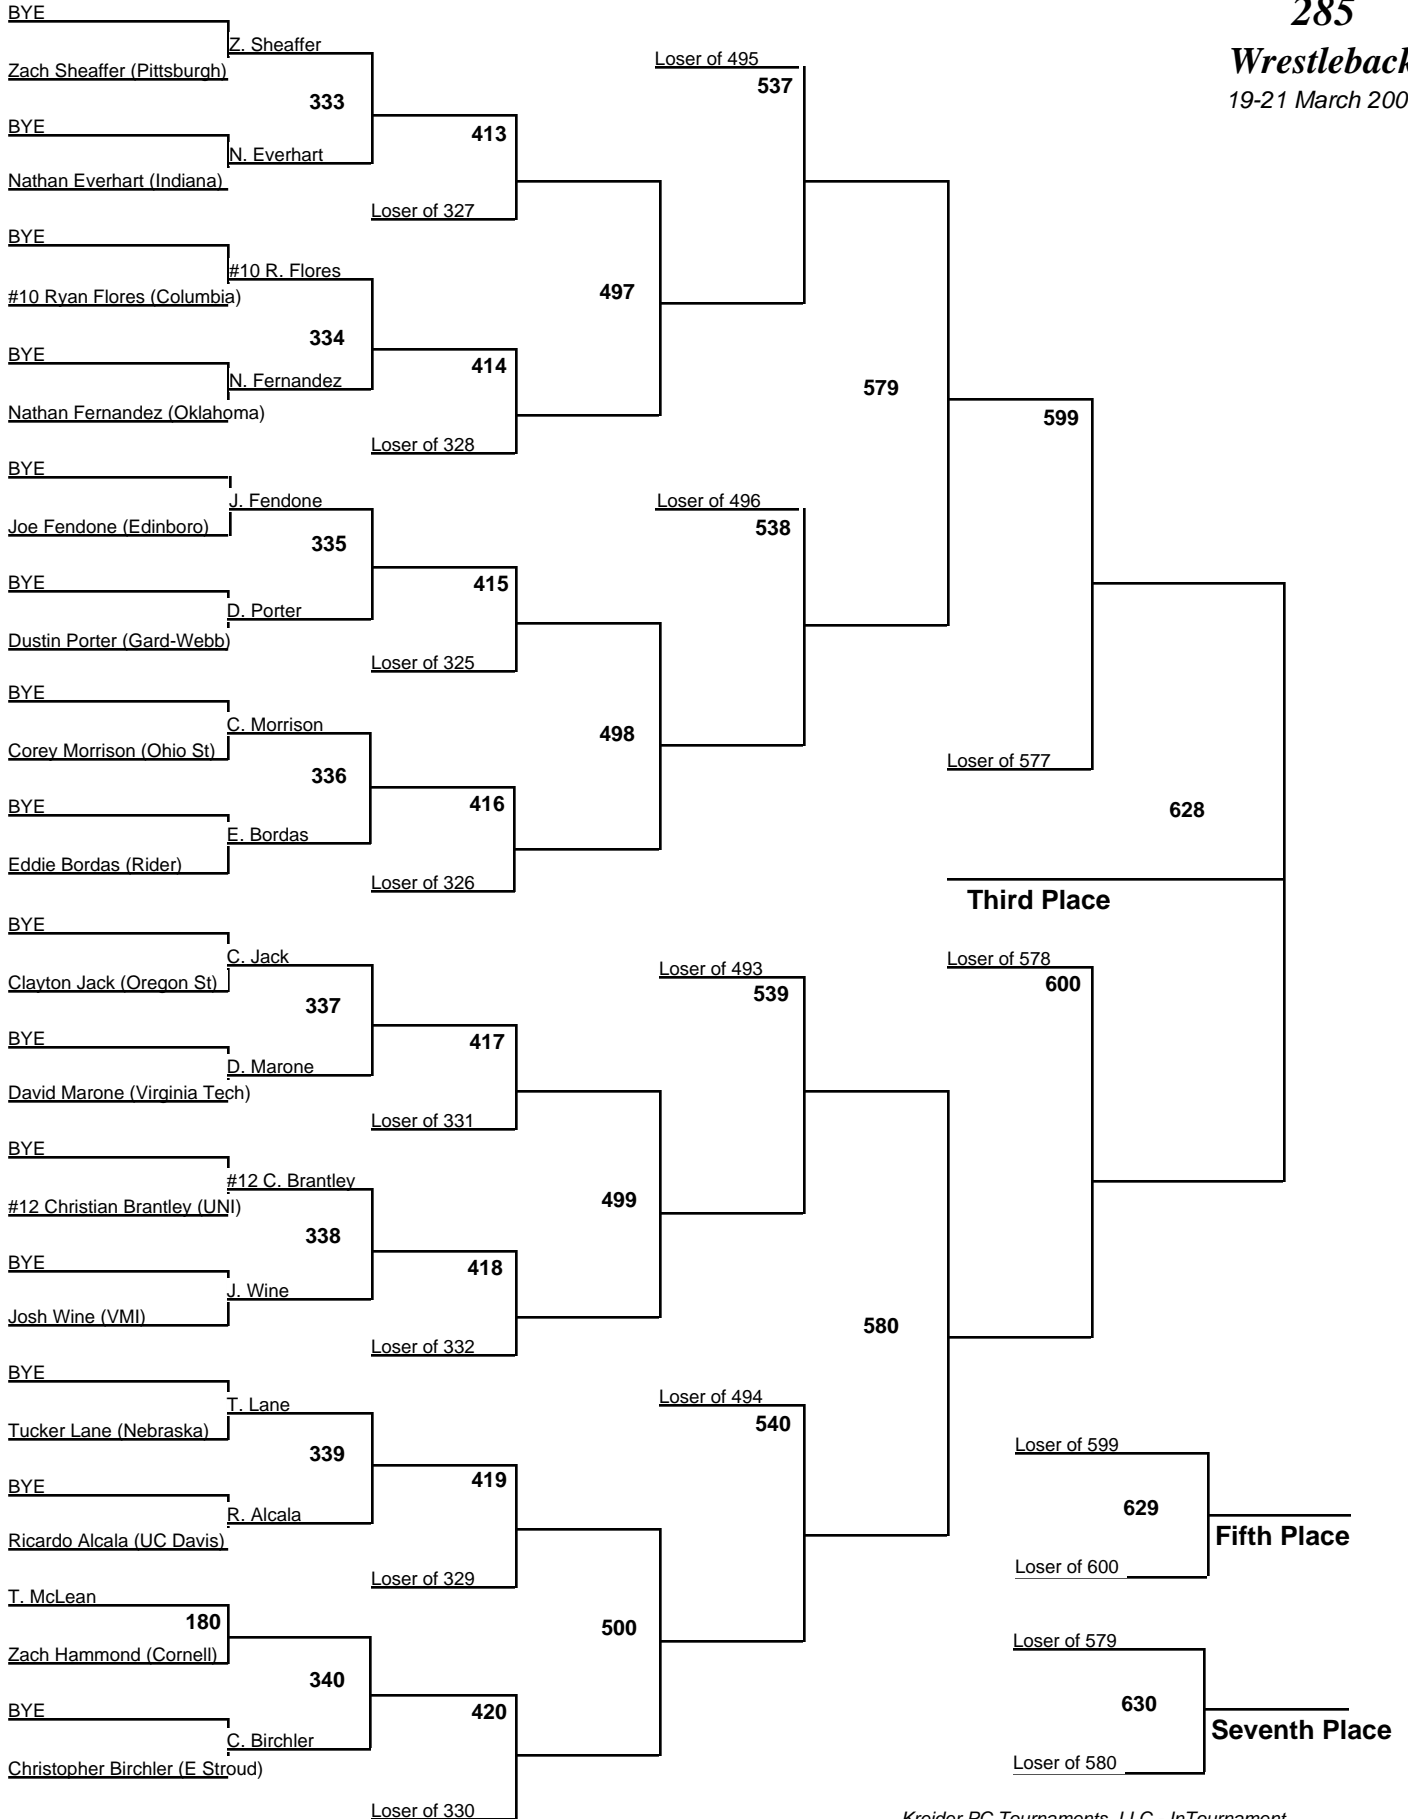 285
Wrestleback
19-21 March 200
BYE
Z. Sheaffer
Zach Sheaffer (Pittsburgh)
333
BYE
N. Everhart
Nathan Everhart (Indiana)
413
Loser of 327
BYE
#10 R. Flores
#10 Ryan Flores (Columbia)
334
BYE
N. Fernandez
Nathan Fernandez (Oklahoma)
414
Loser of 328
497
Loser of 495
537
BYE
J. Fendone
Joe Fendone (Edinboro)
335
BYE
D. Porter
Dustin Porter (Gard-Webb)
415
Loser of 325
BYE
C. Morrison
Corey Morrison (Ohio St)
336
BYE
E. Bordas
Eddie Bordas (Rider)
416
Loser of 326
498
Loser of 496
538
579
599
Loser of 577
628
Third Place
BYE
C. Jack
Clayton Jack (Oregon St)
337
BYE
D. Marone
David Marone (Virginia Tech)
417
Loser of 331
BYE
#12 C. Brantley
#12 Christian Brantley (UNI)
338
BYE
J. Wine
Josh Wine (VMI)
418
Loser of 332
499
Loser of 493
539
Loser of 578
600
BYE
T. Lane
Tucker Lane (Nebraska)
339
BYE
R. Alcala
Ricardo Alcala (UC Davis)
419
Loser of 329
T. McLean
180
Zach Hammond (Cornell)
340
BYE
C. Birchler
Christopher Birchler (E Stroud)
420
Loser of 330
500
Loser of 494
540
580
Loser of 599
629
Fifth Place
Loser of 600
Loser of 579
630
Seventh Place
Loser of 580
Kreider PC Tournaments, LLC - InTournament